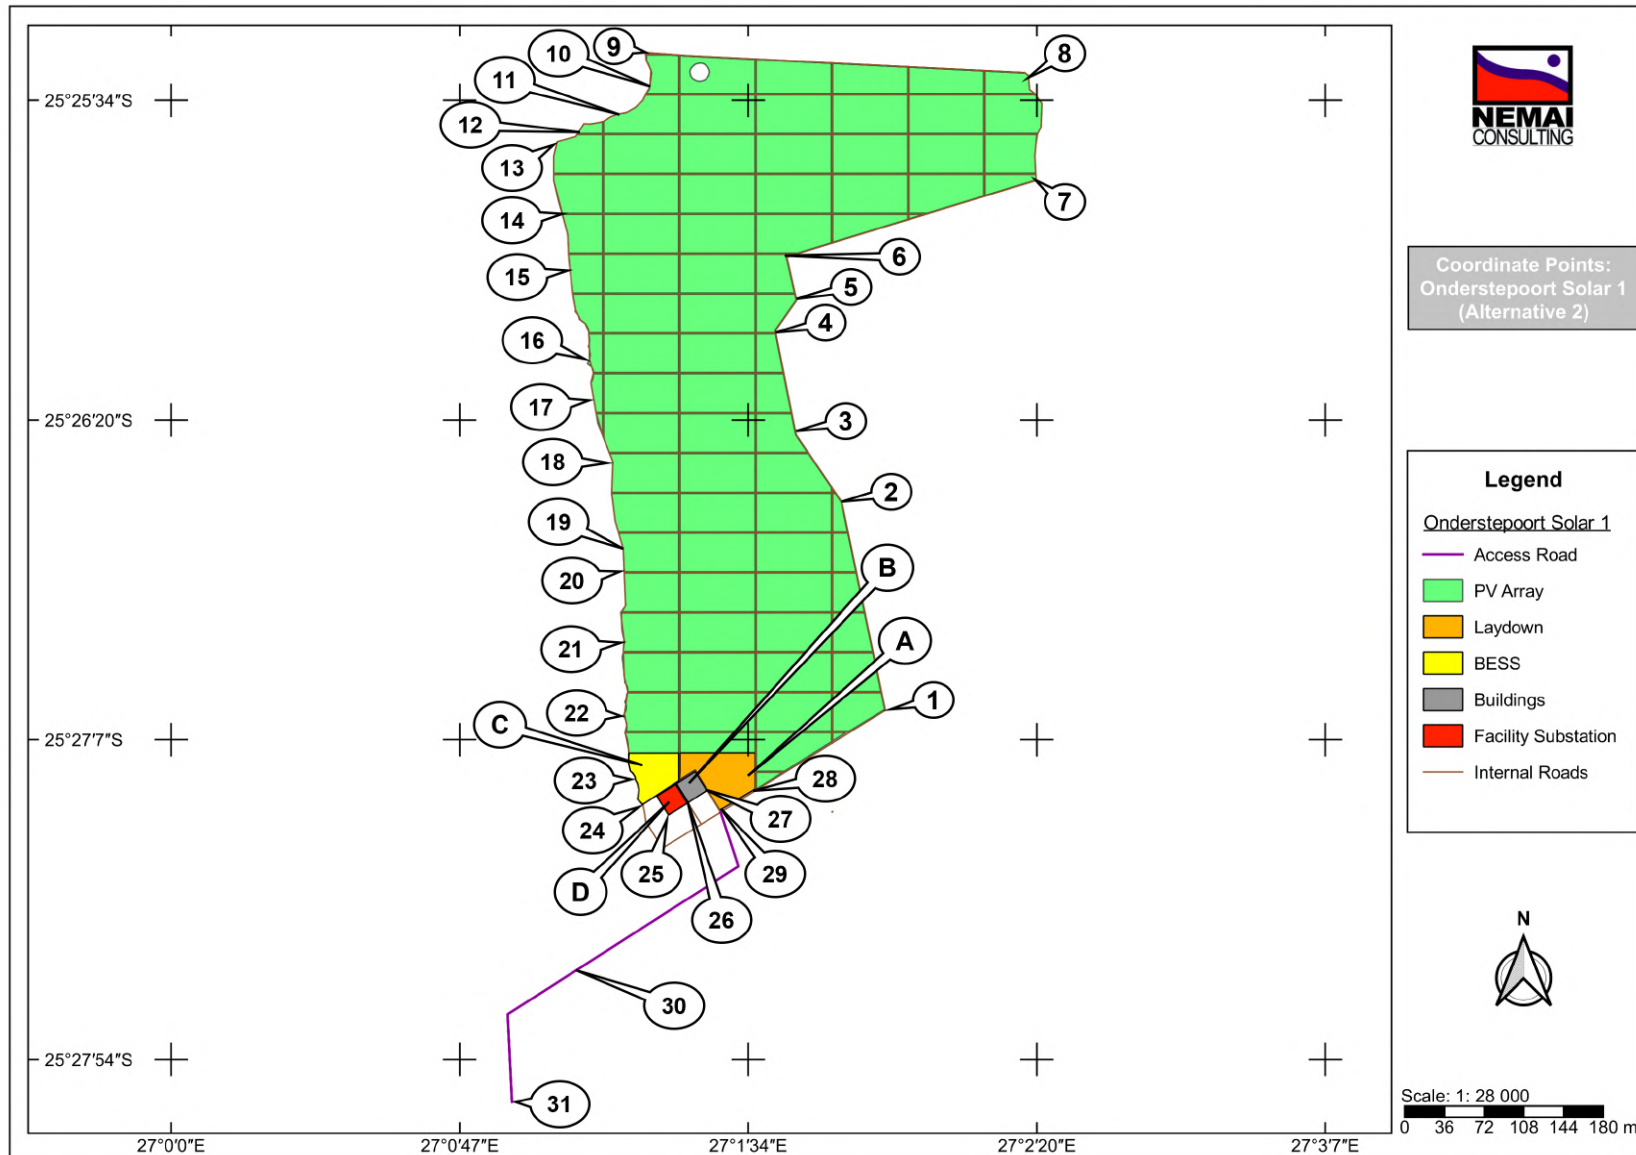 9
10
8
11
25°25'34"S
12
13
7
14
6
15
5
4
16
17
3
25°26'20"S
18
2
19
B
20
A
21
1
22
C
25°27'7"S
23
28
27
24
25
29
D
26
30
25°27'54"S
31
27°0'0"E
27°0'47"E
27°1'34"E
27°2'20"E
27°3'7"E
NEMAI
CONSULTING
Coordinate Points:
Onderstepoort Solar 1
(Alternative 2)
Legend
Onderstepoort Solar 1
Access Road
PV Array
Laydown
BESS
Buildings
Facility Substation
Internal Roads
N
Scale: 1: 28 000
0 36 72 108 144 180 m